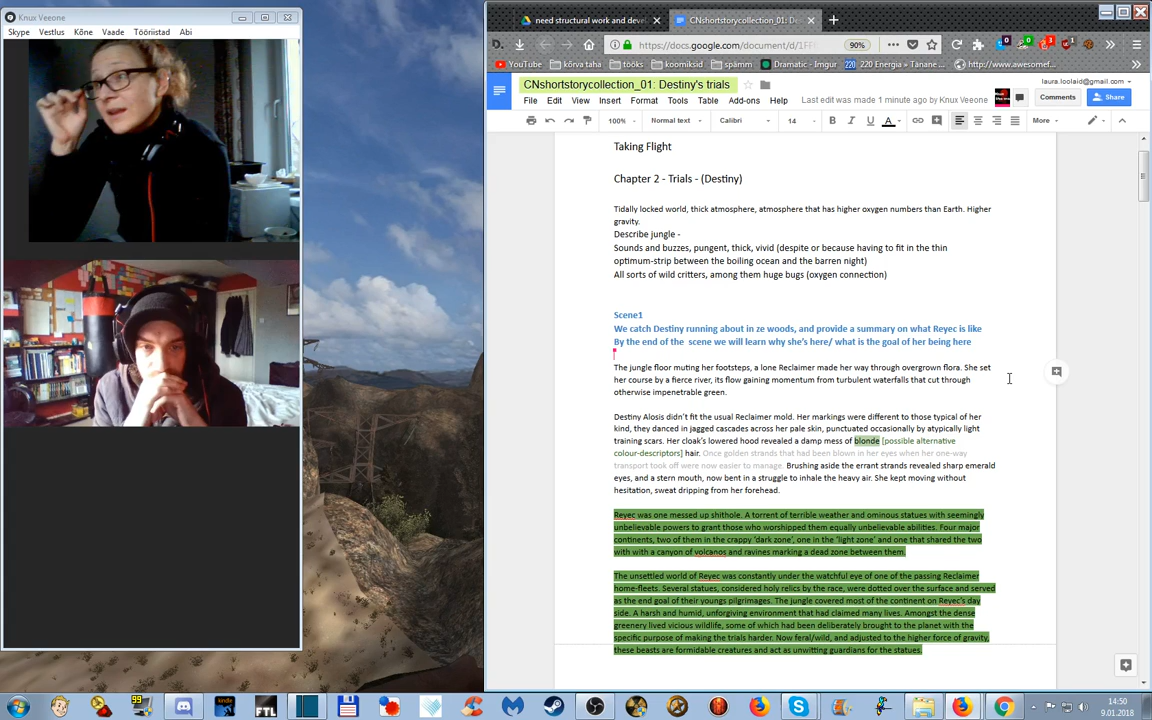 Knux Veeone
Skype Vestlus Kõne Vaade Tööriistad Abi
need structural work and deve
CNshortstorycollection_01: De
https://docs.google.com/document/d/1FF
90%
YouTube kõrva taha tööks koomiksid spämm Dramatic - Imgur 220 Energia » Tänane http://www.awesomef
CNshortstorycollection_01: Destiny's trials
laura.loolaid@gmail.com
File Edit View Insert Format Tools Table Add-ons Help Last edit was made 1 minute ago by Knux Veeone
Comments Share
100% Normal text Calibri 14 B I U A More
Taking Flight
Chapter 2 - Trials - (Destiny)
Tidally locked world, thick atmosphere, atmosphere that has higher oxygen numbers than Earth. Higher
gravity.
Describe jungle -
Sounds and buzzes, pungent, thick, vivid (despite or because having to fit in the thin
optimum-strip between the boiling ocean and the barren night)
All sorts of wild critters, among them huge bugs (oxygen connection)
Scene1
We catch Destiny running about in ze woods, and provide a summary on what Reyec is like
By the end of the scene we will learn why she's here/ what is the goal of her being here
The jungle floor muting her footsteps, a lone Reclaimer made her way through overgrown flora. She set
her course by a fierce river, its flow gaining momentum from turbulent waterfalls that cut through
otherwise impenetrable green.
Destiny Alosis didn't fit the usual Reclaimer mold. Her markings were different to those typical of her
kind, they danced in jagged cascades across her pale skin, punctuated occasionally by atypically light
training scars. Her cloak's lowered hood revealed a damp mess of blonde [possible alternative
colour-descriptors] hair. Once golden strands that had been blown in her eyes when her one-way
transport took off were now easier to manage. Brushing aside the errant strands revealed sharp emerald
eyes, and a stern mouth, now bent in a struggle to inhale the heavy air. She kept moving without
hesitation, sweat dripping from her forehead.
Reyec was one messed up shithole. A torrent of terrible weather and ominous statues with seemingly
unbelievable powers to grant those who worshipped them equally unbelievable abilities. Four major
continents, two of them in the crappy 'dark zone', one in the 'light zone' and one that shared the two
with with a canyon of volcanos and ravines marking a dead zone between them.
The unsettled world of Reyec was constantly under the watchful eye of one of the passing Reclaimer
home-fleets. Several statues, considered holy relics by the race, were dotted over the surface and served
as the end goal of their youngs pilgrimages. The jungle covered most of the continent on Reyec's day
side. A harsh and humid, unforgiving environment that had claimed many lives. Amongst the dense
greenery lived vicious wildlife, some of which had been deliberately brought to the planet with the
specific purpose of making the trials harder. Now feral/wild, and adjusted to the higher force of gravity,
these beasts are formidable creatures and act as unwitting guardians for the statues.
99
kindle
FTL
14:50
9.01.2018